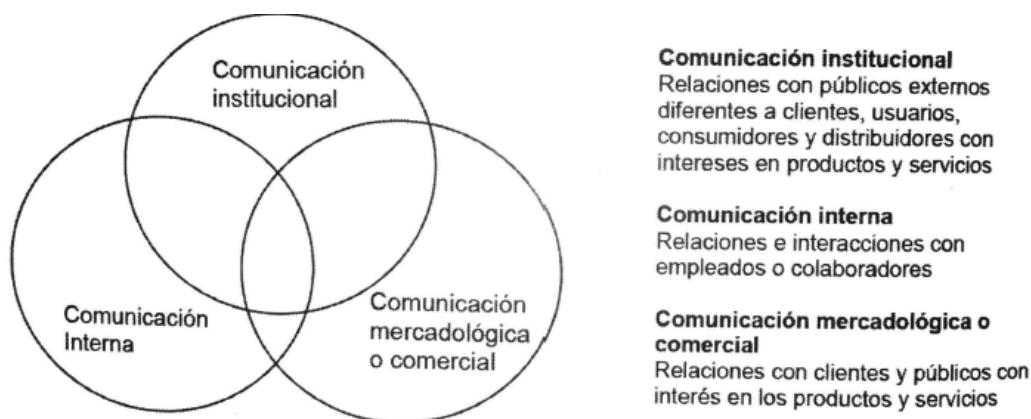 Comunicación
institucional
Comunicación
Interna
Comunicación
mercadológica
o comercial
Comunicación institucional
Relaciones con públicos externos
diferentes a clientes, usuarios,
consumidores y distribuidores con
intereses en productos y servicios
Comunicación interna
Relaciones e interacciones con
empleados o colaboradores
Comunicación mercadológica o
comercial
Relaciones con clientes y públicos con
interés en los productos y servicios